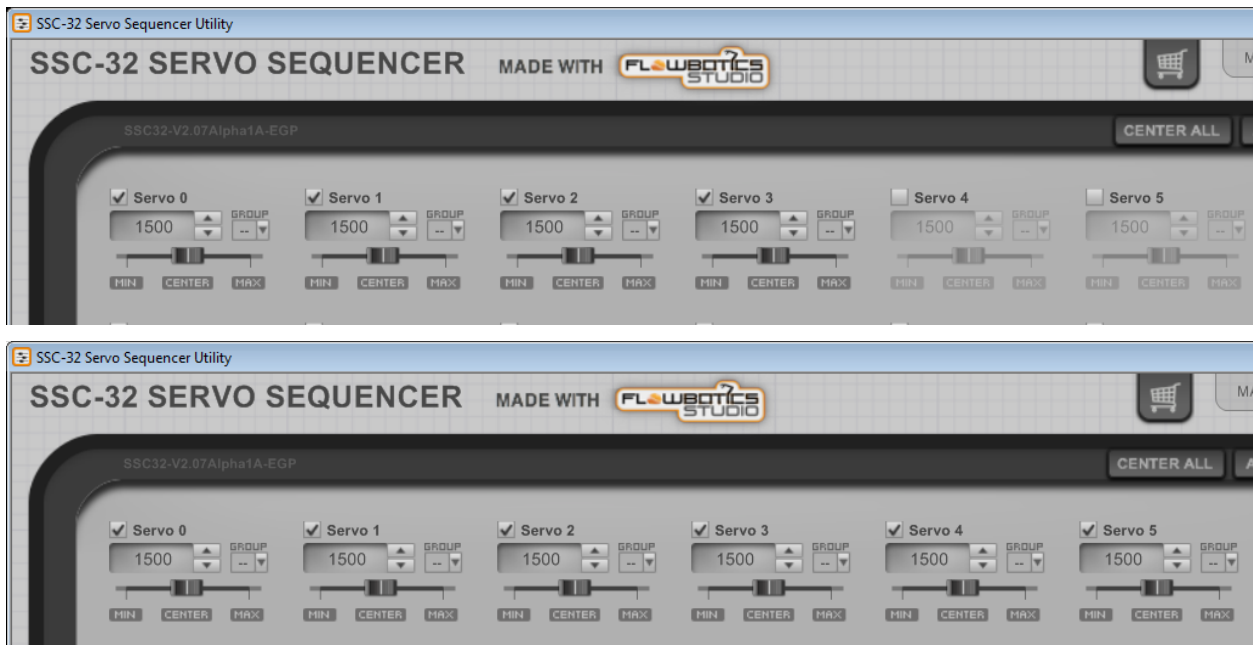 SSC-32 Servo Sequencer Utility
SSC-32 SERVO SEQUENCER MADE WITH FLOWBOTICS STUDIO
SSC32-V2.07Alpha1A-EGP CENTER ALL
Servo 0 Servo 1 Servo 2 Servo 3 Servo 4 Servo 5
GROUP GROUP GROUP GROUP GROUP GROUP
1500 -- 1500 -- 1500 -- 1500 -- 1500 -- 1500 --
MIN CENTER MAX MIN CENTER MAX MIN CENTER MAX MIN CENTER MAX MIN CENTER MAX MIN CENTER MAX
SSC-32 Servo Sequencer Utility
SSC-32 SERVO SEQUENCER MADE WITH FLOWBOTICS STUDIO
SSC32-V2.07Alpha1A-EGP CENTER ALL
Servo 0 Servo 1 Servo 2 Servo 3 Servo 4 Servo 5
GROUP GROUP GROUP GROUP GROUP GROUP
1500 -- 1500 -- 1500 -- 1500 -- 1500 -- 1500 --
MIN CENTER MAX MIN CENTER MAX MIN CENTER MAX MIN CENTER MAX MIN CENTER MAX MIN CENTER MAX